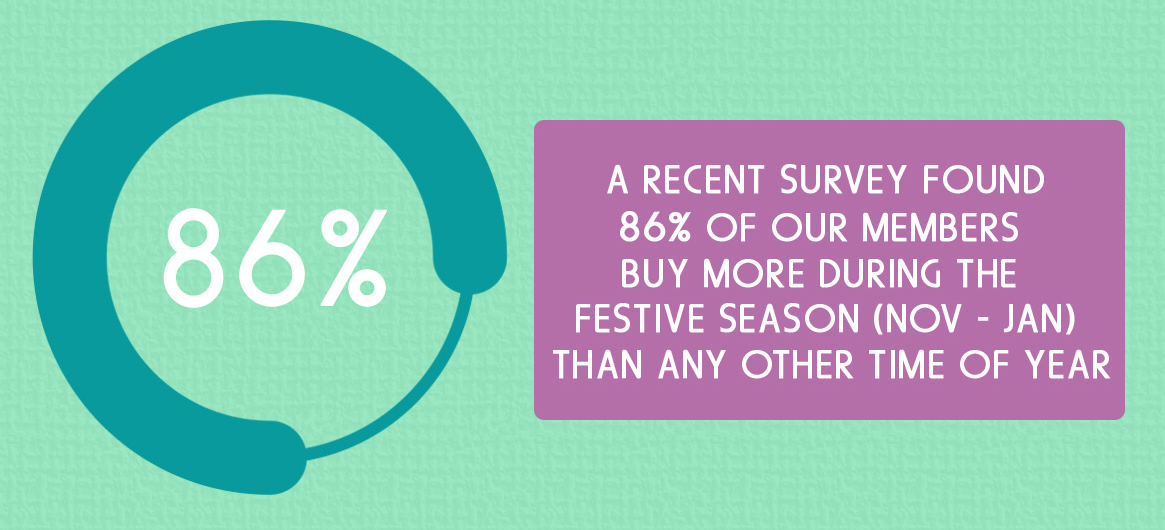 86%
A RECENT SURVEY FOUND
86% OF OUR MEMBERS
BUY MORE DURING THE
FESTIVE SEASON (NOV - JAN)
THAN ANY OTHER TIME OF YEAR